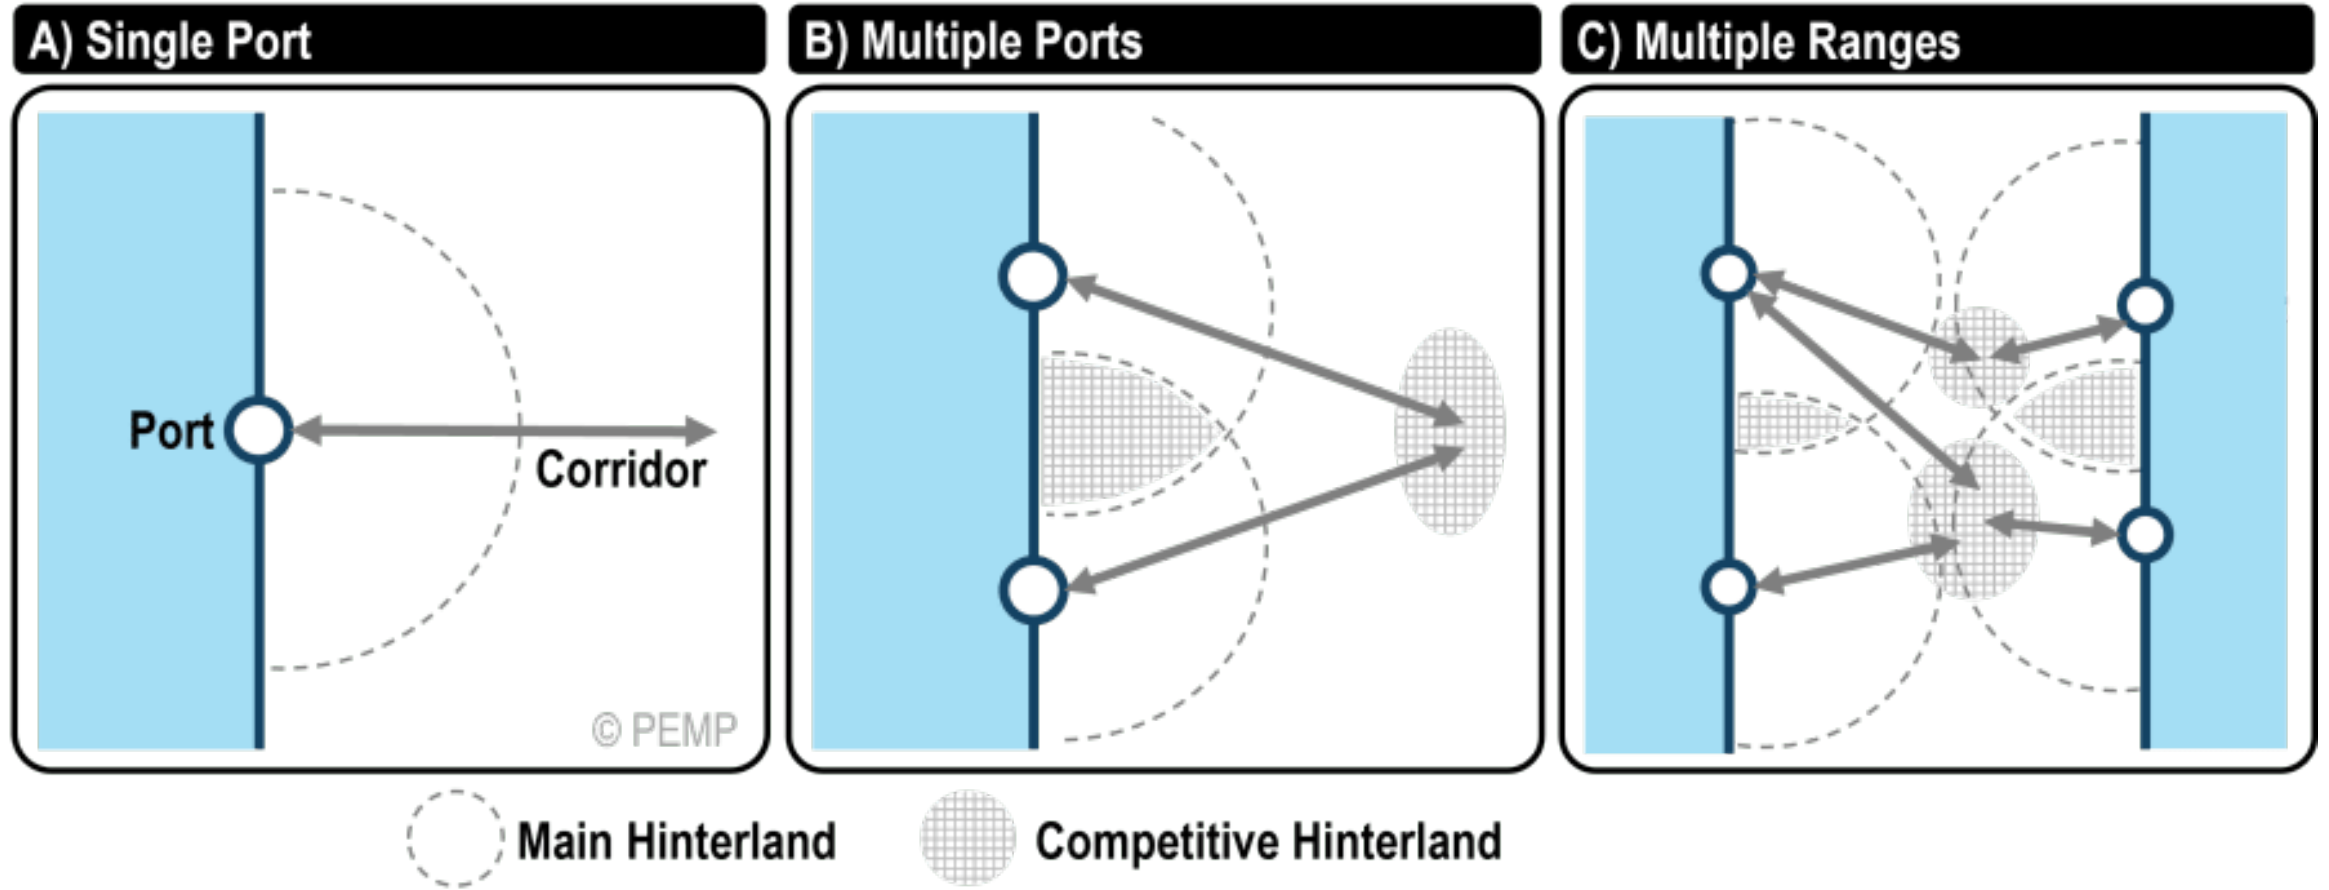 A) Single Port
B) Multiple Ports
C) Multiple Ranges
Port
Corridor
© PEMP
Main Hinterland
Competitive Hinterland